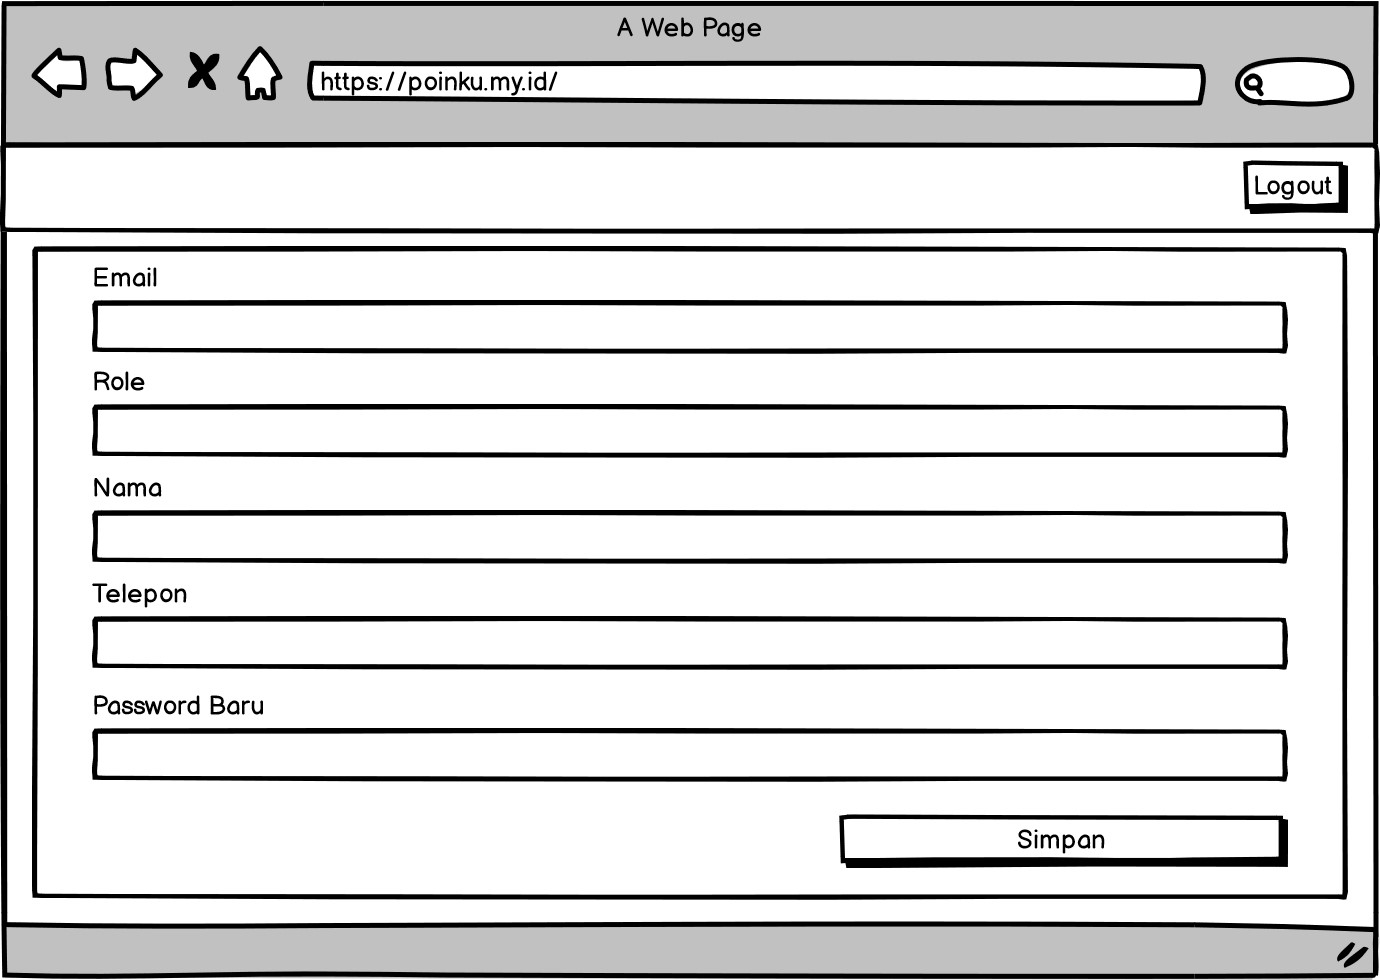 A Web Page
https://poinku.my.id/
Logout
Email
Role
Nama
Telepon
Password Baru
Simpan